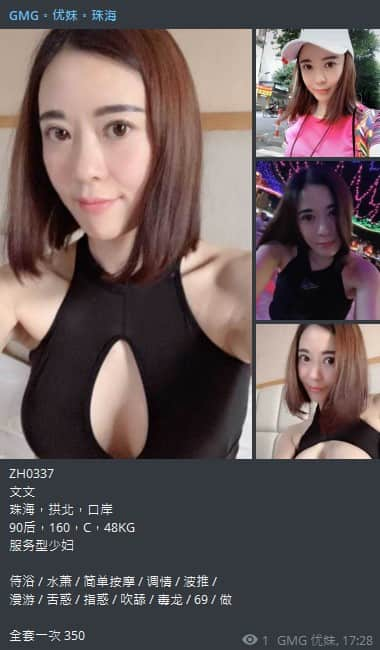 GMG。优妹。珠海
ZH0337
文文
珠海，拱北，口岸
90后，160，C，48KG
服务型少妇
侍浴 / 水萧 / 简单按摩 / 调情 / 波推 /
漫游 / 舌惑 / 指惑 / 吹舔 / 毒龙 / 69 / 做
全套一次 350
1 GMG 优妹, 17:28